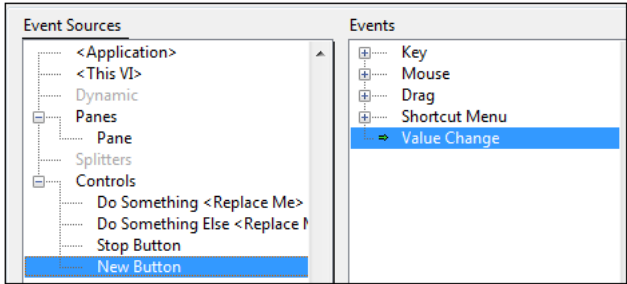 Event Sources
<Application>
<This VI>
Dynamic
Panes
Pane
Splitters
Controls
Do Something <Replace Me>
Do Something Else <Replace
Stop Button
New Button
Events
Key
Mouse
Drag
Shortcut Menu
Value Change